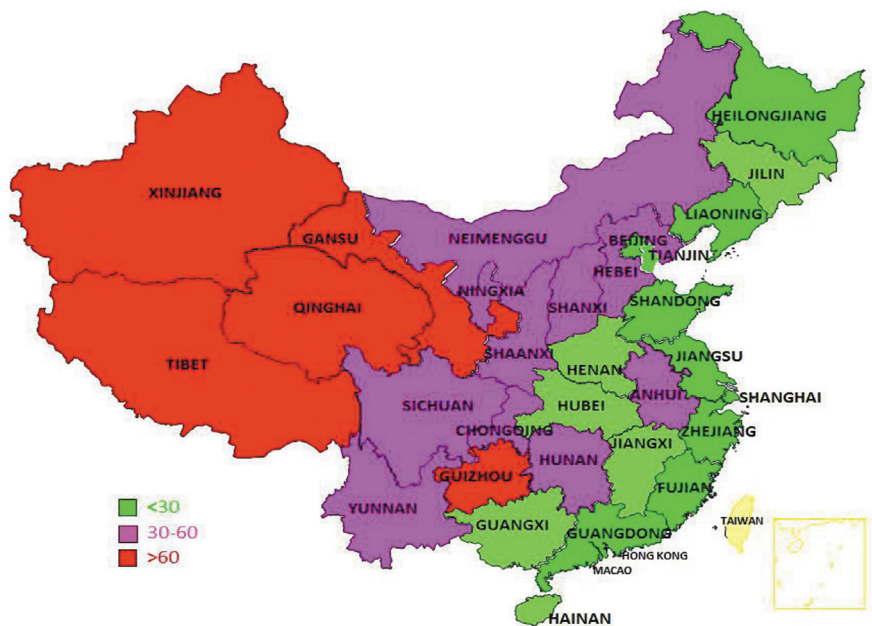 HEILONGJIANG
JILIN
LIAONING
XINJIANG
GANSU
NEIMENGGU
BEIJING
TIANJIN
HEBEI
NINGXIA
SHANXI
SHANDONG
QINGHAI
SHAANXI
TIBET
HENAN
JIANGSU
ANHUI
SHANGHAI
SICHUAN
HUBEI
CHONGQING
ZHEJIANG
JIANGXI
HUNAN
GUIZHOU
FUJIAN
YUNNAN
GUANGXI
GUANGDONG
TAIWAN
HONG KONG
MACAO
HAINAN
<30
30-60
>60